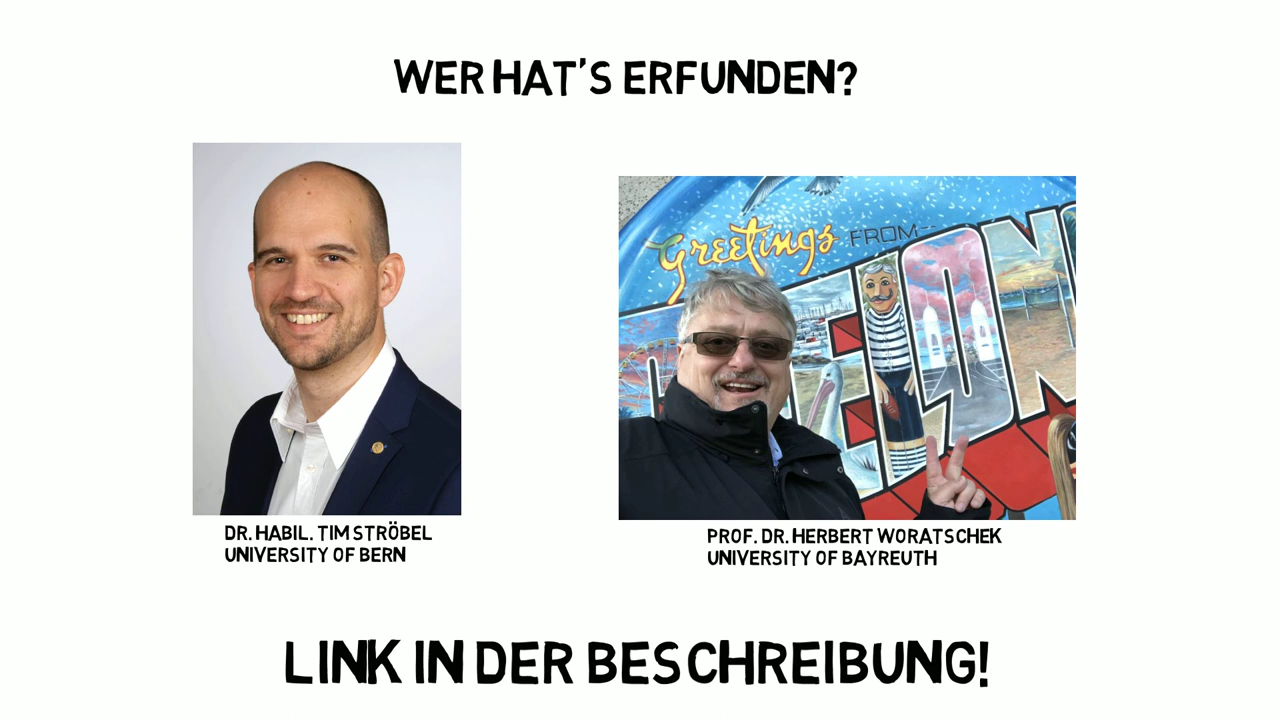 WER HAT'S ERFUNDEN?
Greetings FROM
DR. HABIL. TIM STRÖBEL
UNIVERSITY OF BERN
PROF. DR. HERBERT WORATSCHEK
UNIVERSITY OF BAYREUTH
LINK IN DER BESCHREIBUNG!